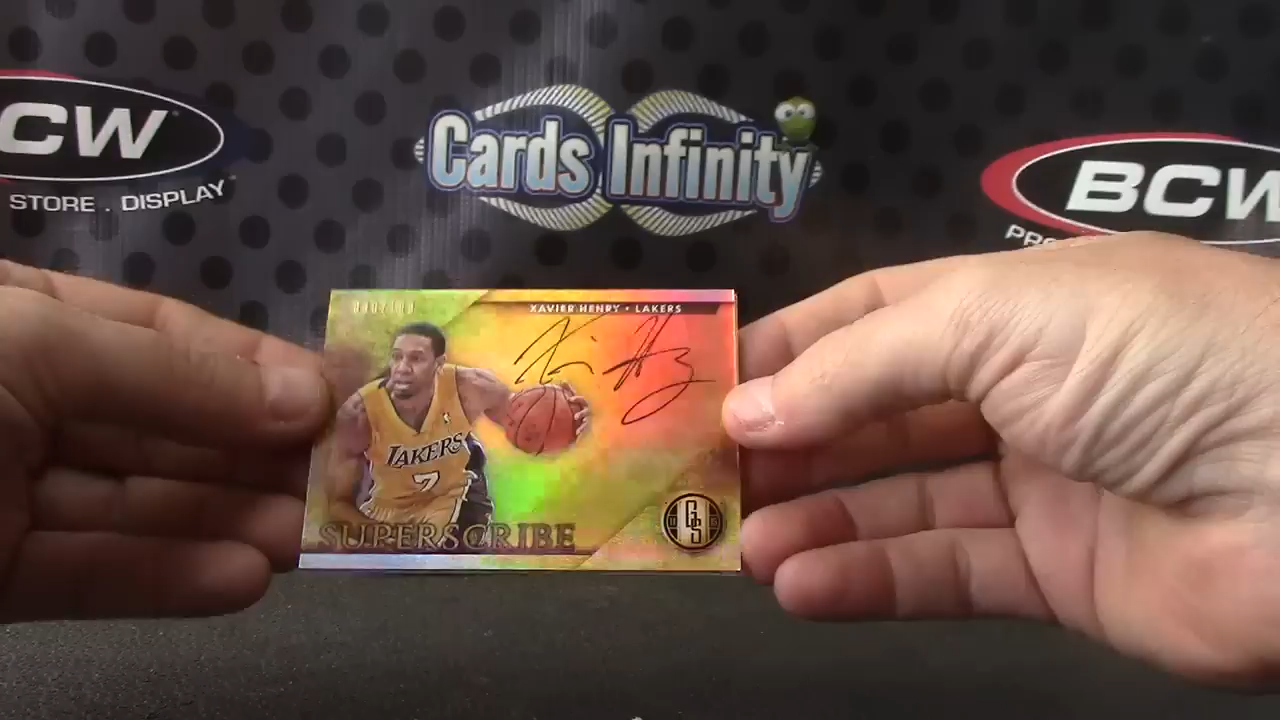 CW
STORE . DISPLAY
Cards Infinity
BCW
XAVIER HENRY • LAKERS
LAKERS
7
SUPERSCRIBE
GS